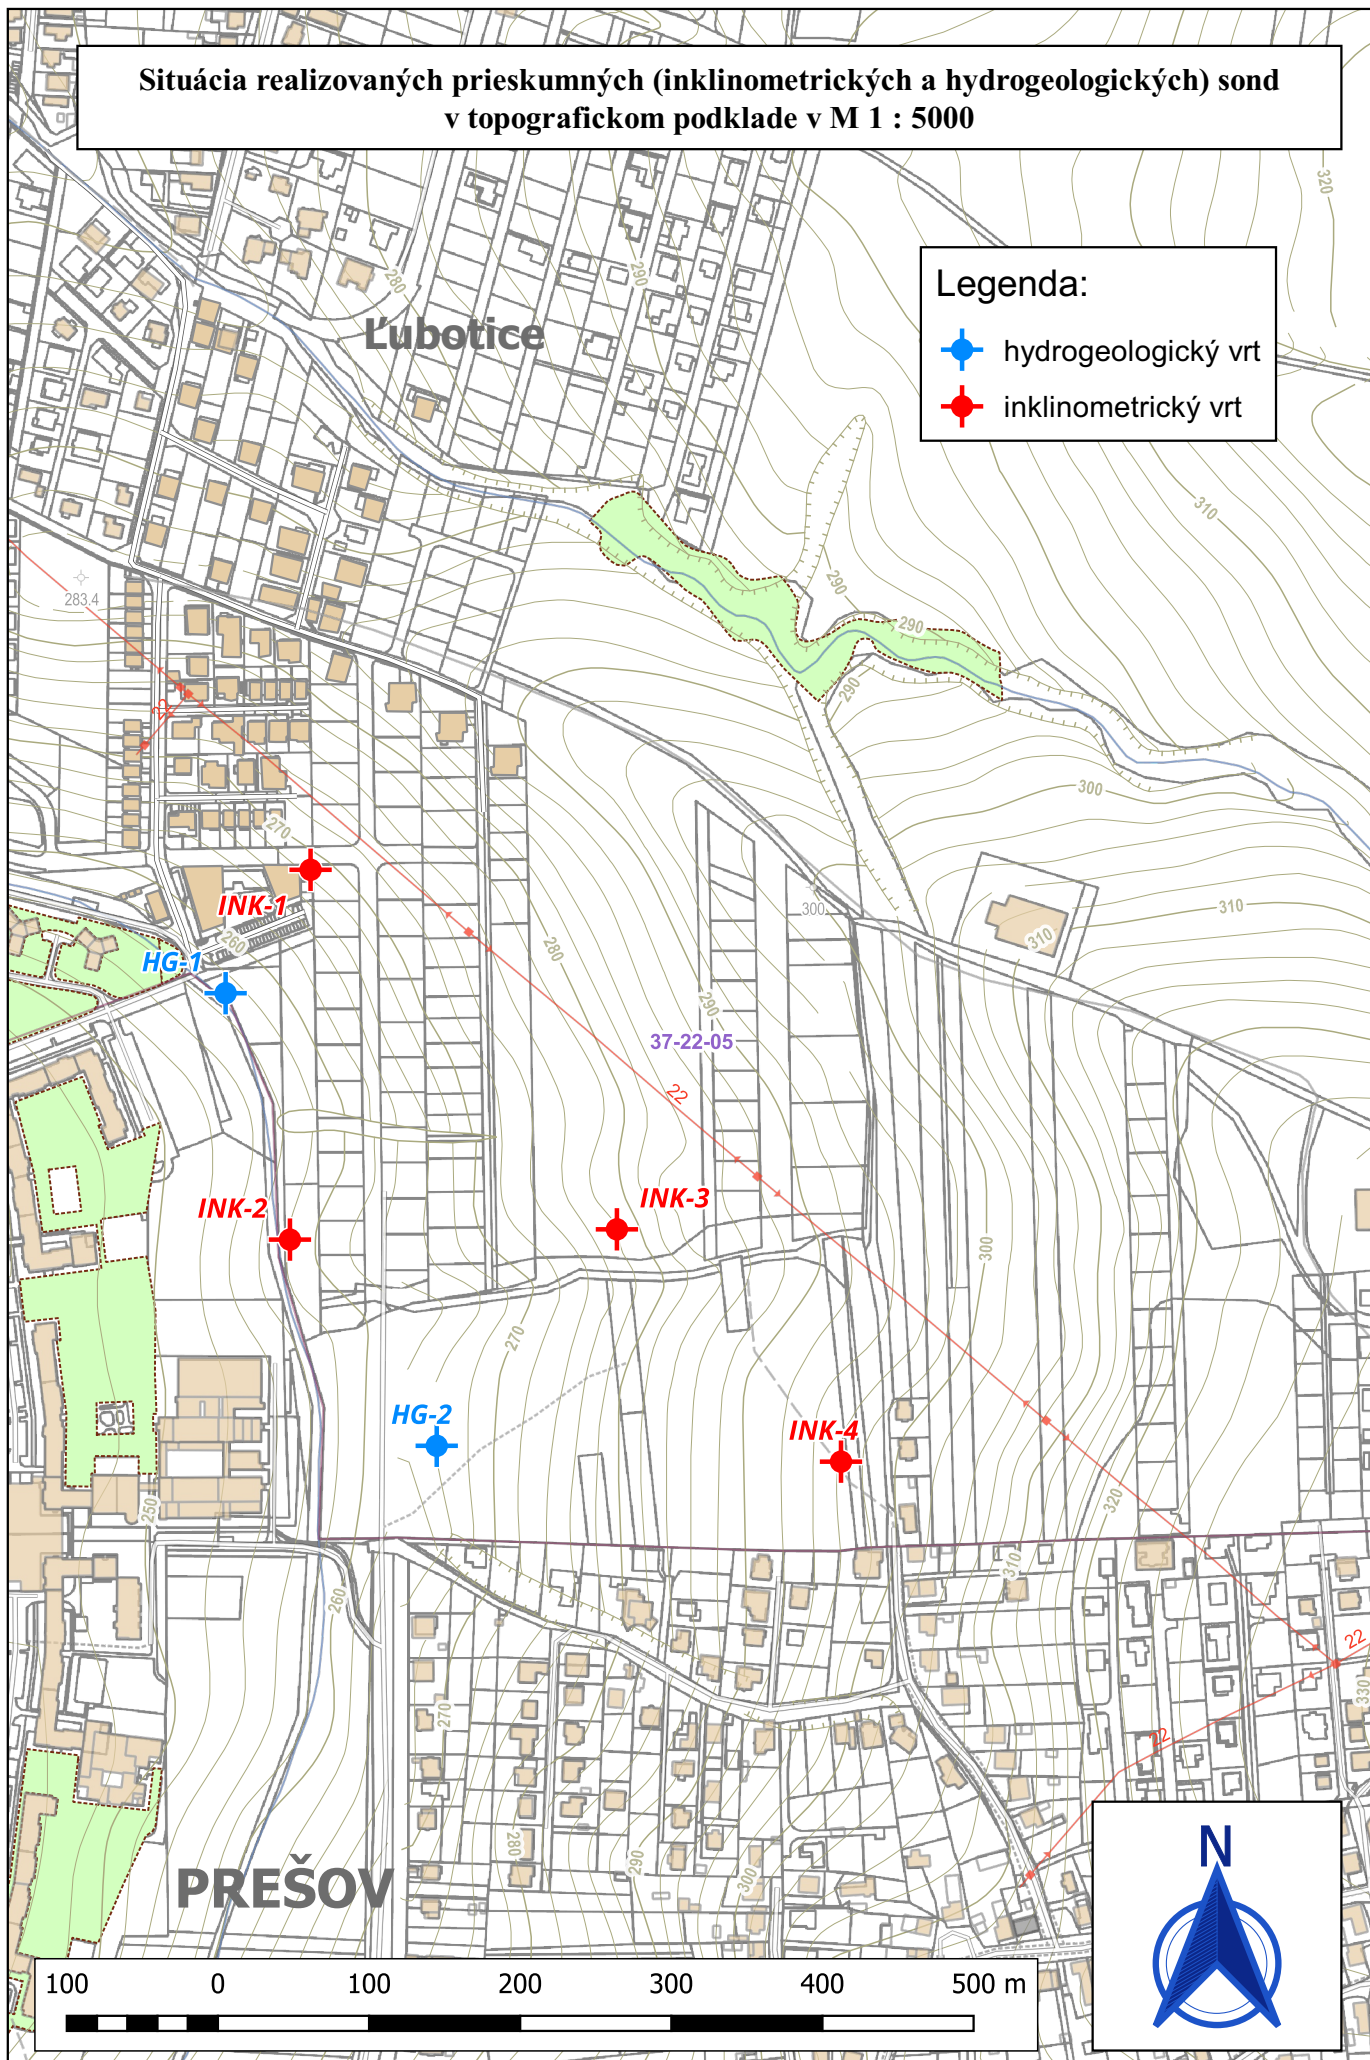 Situácia realizovaných prieskumných (inklinometrických a hydrogeologických) sond
v topografickom podklade v M 1 : 5000
320
Legenda:
hydrogeologický vrt
inklinometrický vrt
280
290
Ľubotice
310
290
283.4
290
290
22
300
270
INK-1
300
310
260
310
HG-1
280
290
37-22-05
22
INK-2
INK-3
300
270
HG-2
INK-4
250
320
310
260
22
330
270
22
280
290
300
PREŠOV
N
100 0 100 200 300 400 500 m